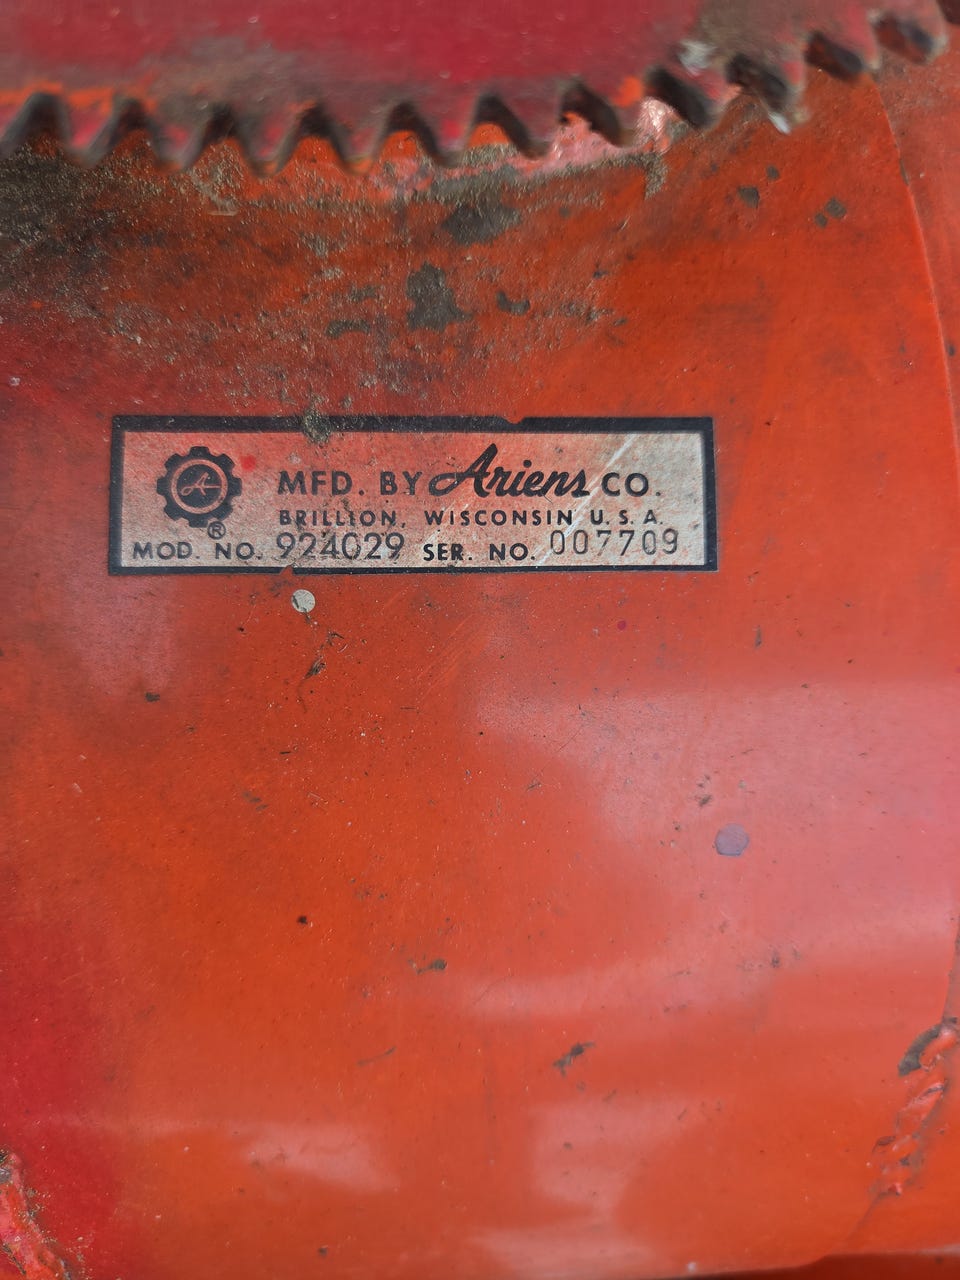 MFD. BY Ariens CO.
BRILLION, WISCONSIN U. S. A.
MOD. NO. 924029 SER. NO. 007709
A
®